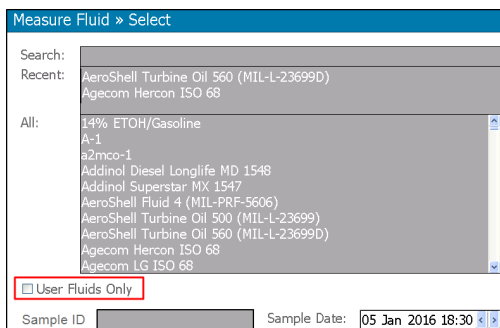 Measure Fluid » Select
Search:
Recent:
AeroShell Turbine Oil 560 (MIL-L-23699D)
Agecom Hercon ISO 68
All:
14% ETOH/Gasoline
A-1
a2mco-1
Addinol Diesel Longlife MD 1548
Addinol Superstar MX 1547
AeroShell Fluid 4 (MIL-PRF-5606)
AeroShell Turbine Oil 500 (MIL-L-23699)
AeroShell Turbine Oil 560 (MIL-L-23699D)
Agecom Hercon ISO 68
Agecom LG ISO 68
User Fluids Only
Sample ID
Sample Date: 05 Jan 2016 18:30